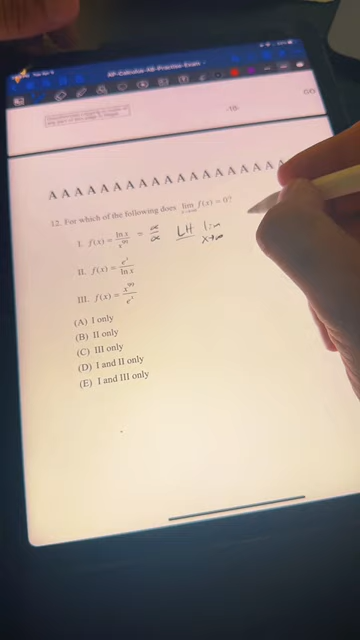 AP-Calculus-AB-Practice-Exam
-18-
A A A A A A A A A A A A A A A A A A A
12. For which of the following does lim x→∞ f(x) = 0?
I. f(x) = ln x / x^99 = ∞/∞ LH lim x→∞
II. f(x) = e^x / ln x
III. f(x) = x^99 / e^x
(A) I only
(B) II only
(C) III only
(D) I and II only
(E) I and III only